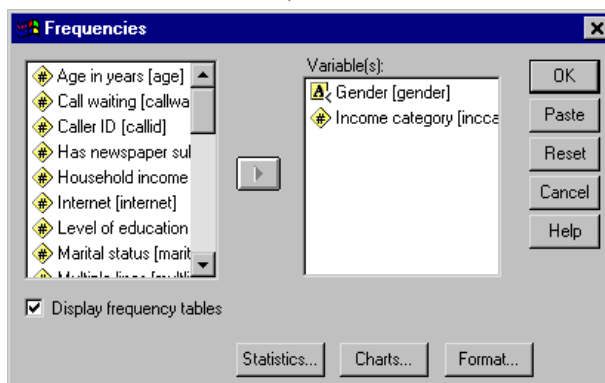 Frequencies
Age in years [age]
Call waiting [callwa
Caller ID [callid]
Has newspaper sul
Household income
Internet [internet]
Level of education
Marital status [marit
Variable(s):
Gender [gender]
Income category [incca
OK
Paste
Reset
Cancel
Help
Display frequency tables
Statistics...
Charts...
Format...